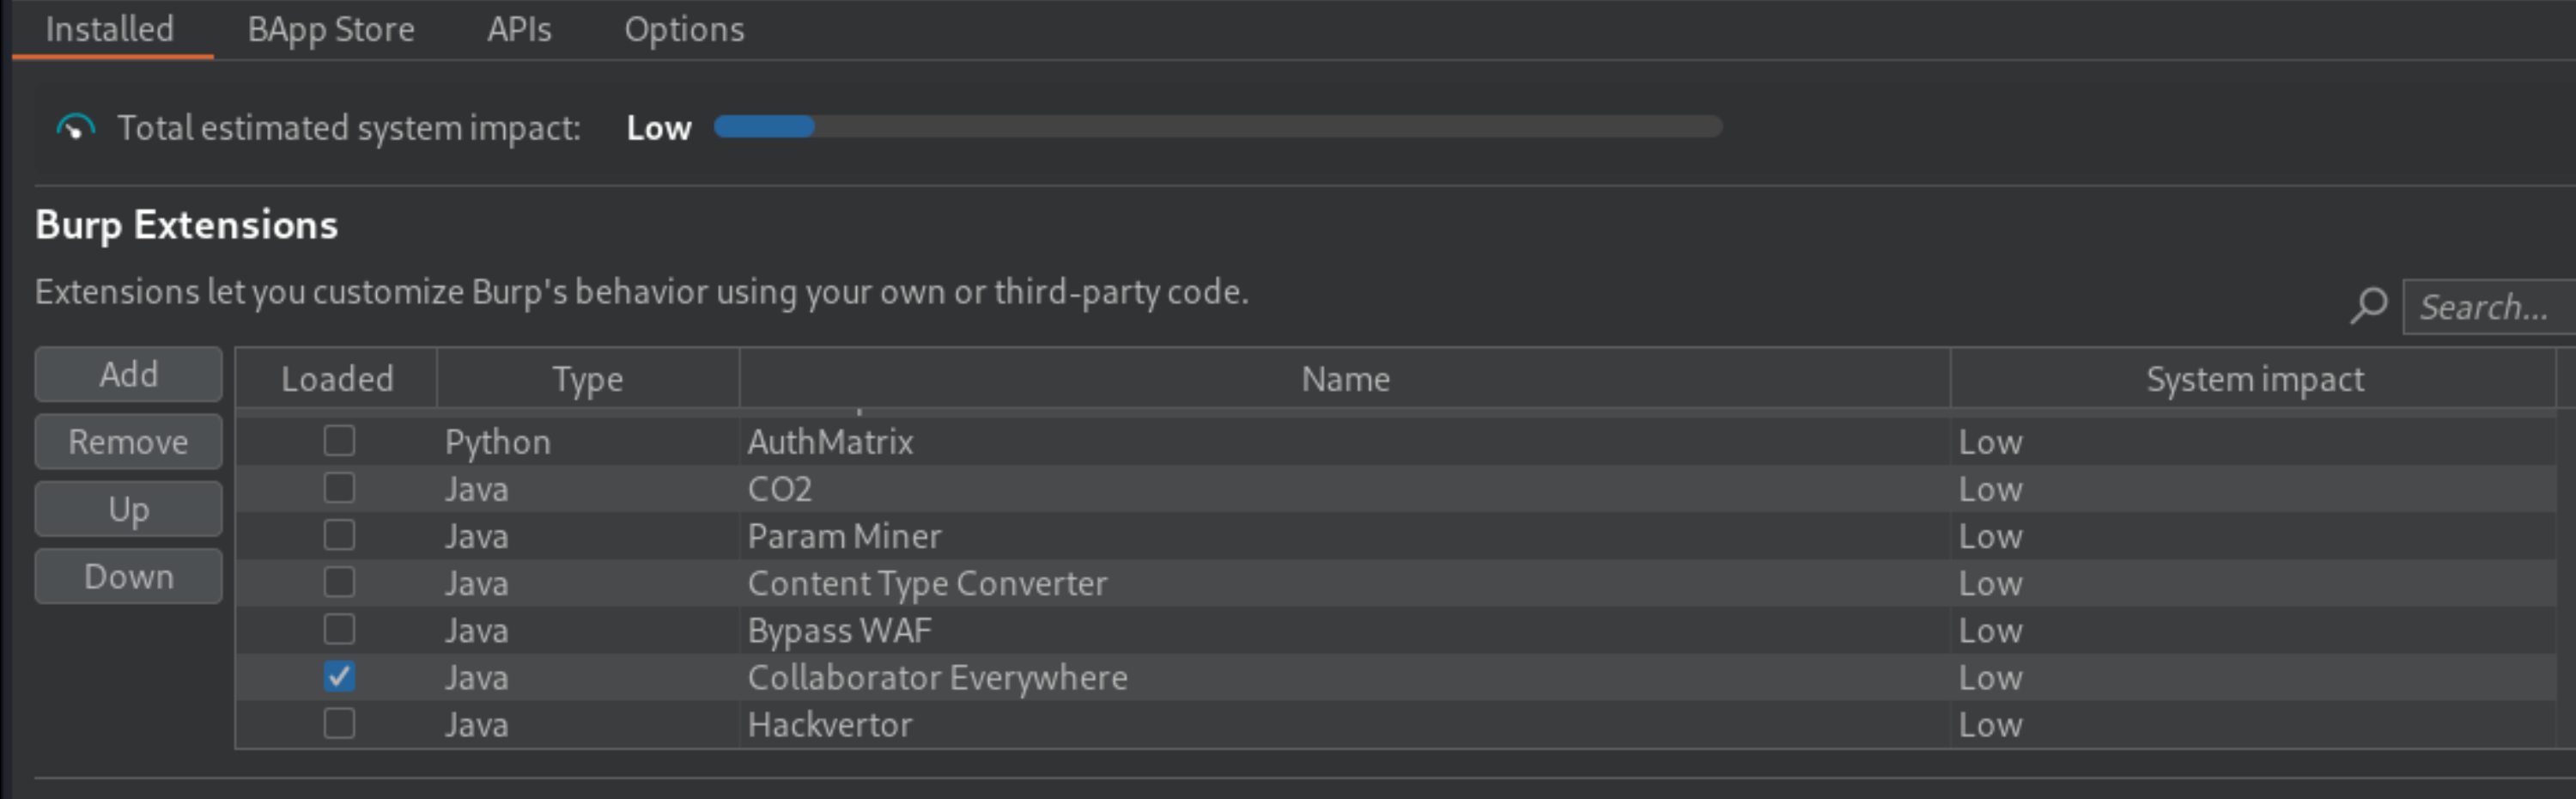 Installed BApp Store APIs Options
Total estimated system impact: Low
Burp Extensions
Extensions let you customize Burp's behavior using your own or third-party code.
Search...
Add
Remove
Up
Down
Loaded Type Name System impact
Python AuthMatrix Low
Java CO2 Low
Java Param Miner Low
Java Content Type Converter Low
Java Bypass WAF Low
Java Collaborator Everywhere Low
Java Hackvertor Low